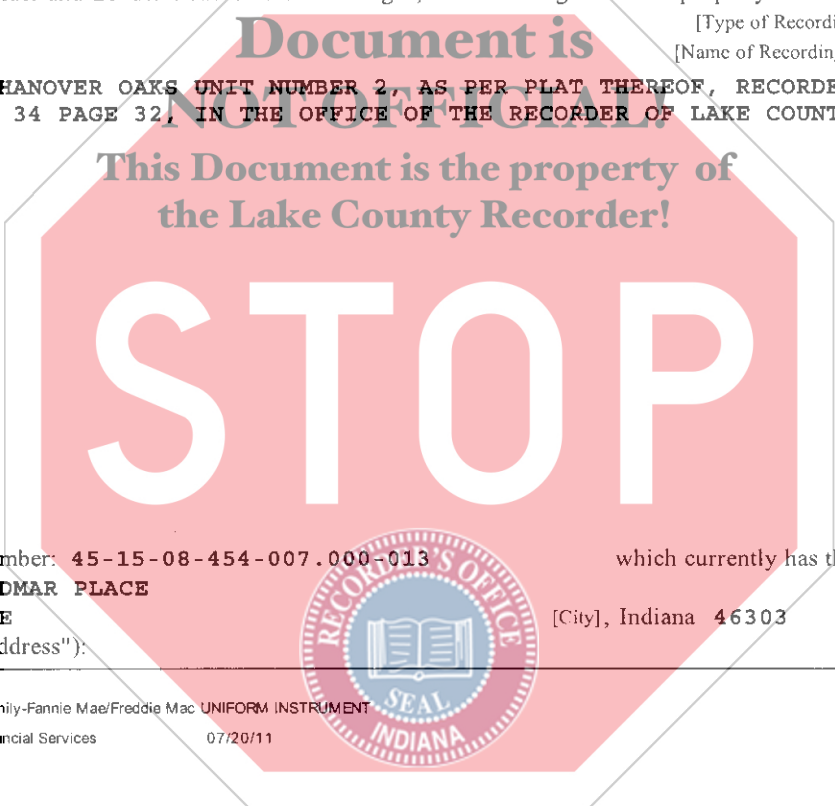 [Type of Recordi
Document is
[Name of Recordin
HANOVER OAKS UNIT NUMBER 2, AS PER PLAT THEREOF, RECORDE
NOT OFFICIAL!
34 PAGE 32, IN THE OFFICE OF THE RECORDER OF LAKE COUNT
This Document is the property of
the Lake County Recorder!
STOP
mber: 45-15-08-454-007.000-013 which currently has th
DMAR PLACE
E [City], Indiana 46303
ddress"):
RECORDER'S OFFICE
SEAL
INDIANA
nily-Fannie Mae/Freddie Mac UNIFORM INSTRUMENT
ncial Services 07/20/11